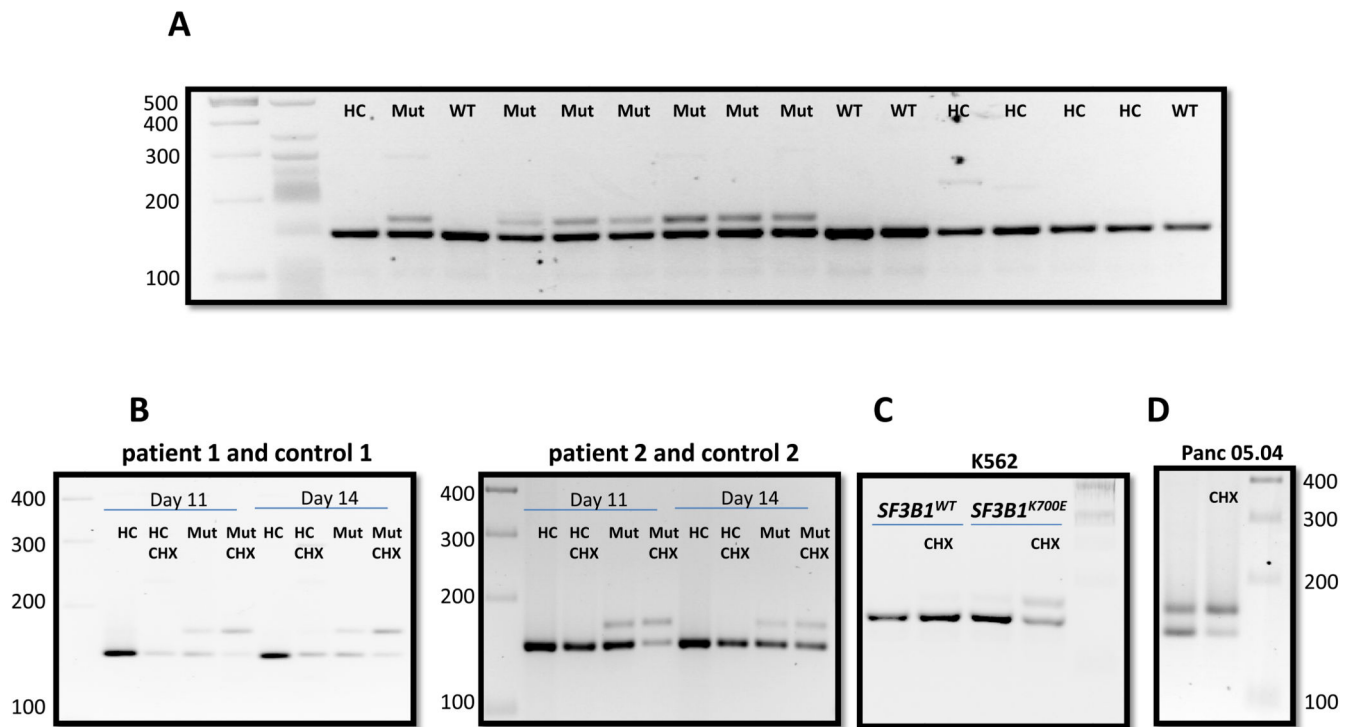 A
500
400
300
200
100
HC Mut WT Mut Mut Mut Mut Mut Mut WT WT HC HC HC HC WT
B
patient 1 and control 1
400
300
200
100
Day 11 Day 14
HC HC Mut Mut HC HC Mut Mut
CHX CHX CHX CHX
patient 2 and control 2
400
300
200
100
Day 11 Day 14
HC HC Mut Mut HC HC Mut Mut
CHX CHX CHX CHX
C
K562
SF3B1WT SF3B1K700E
CHX CHX
D
Panc 05.04
CHX
400
300
200
100